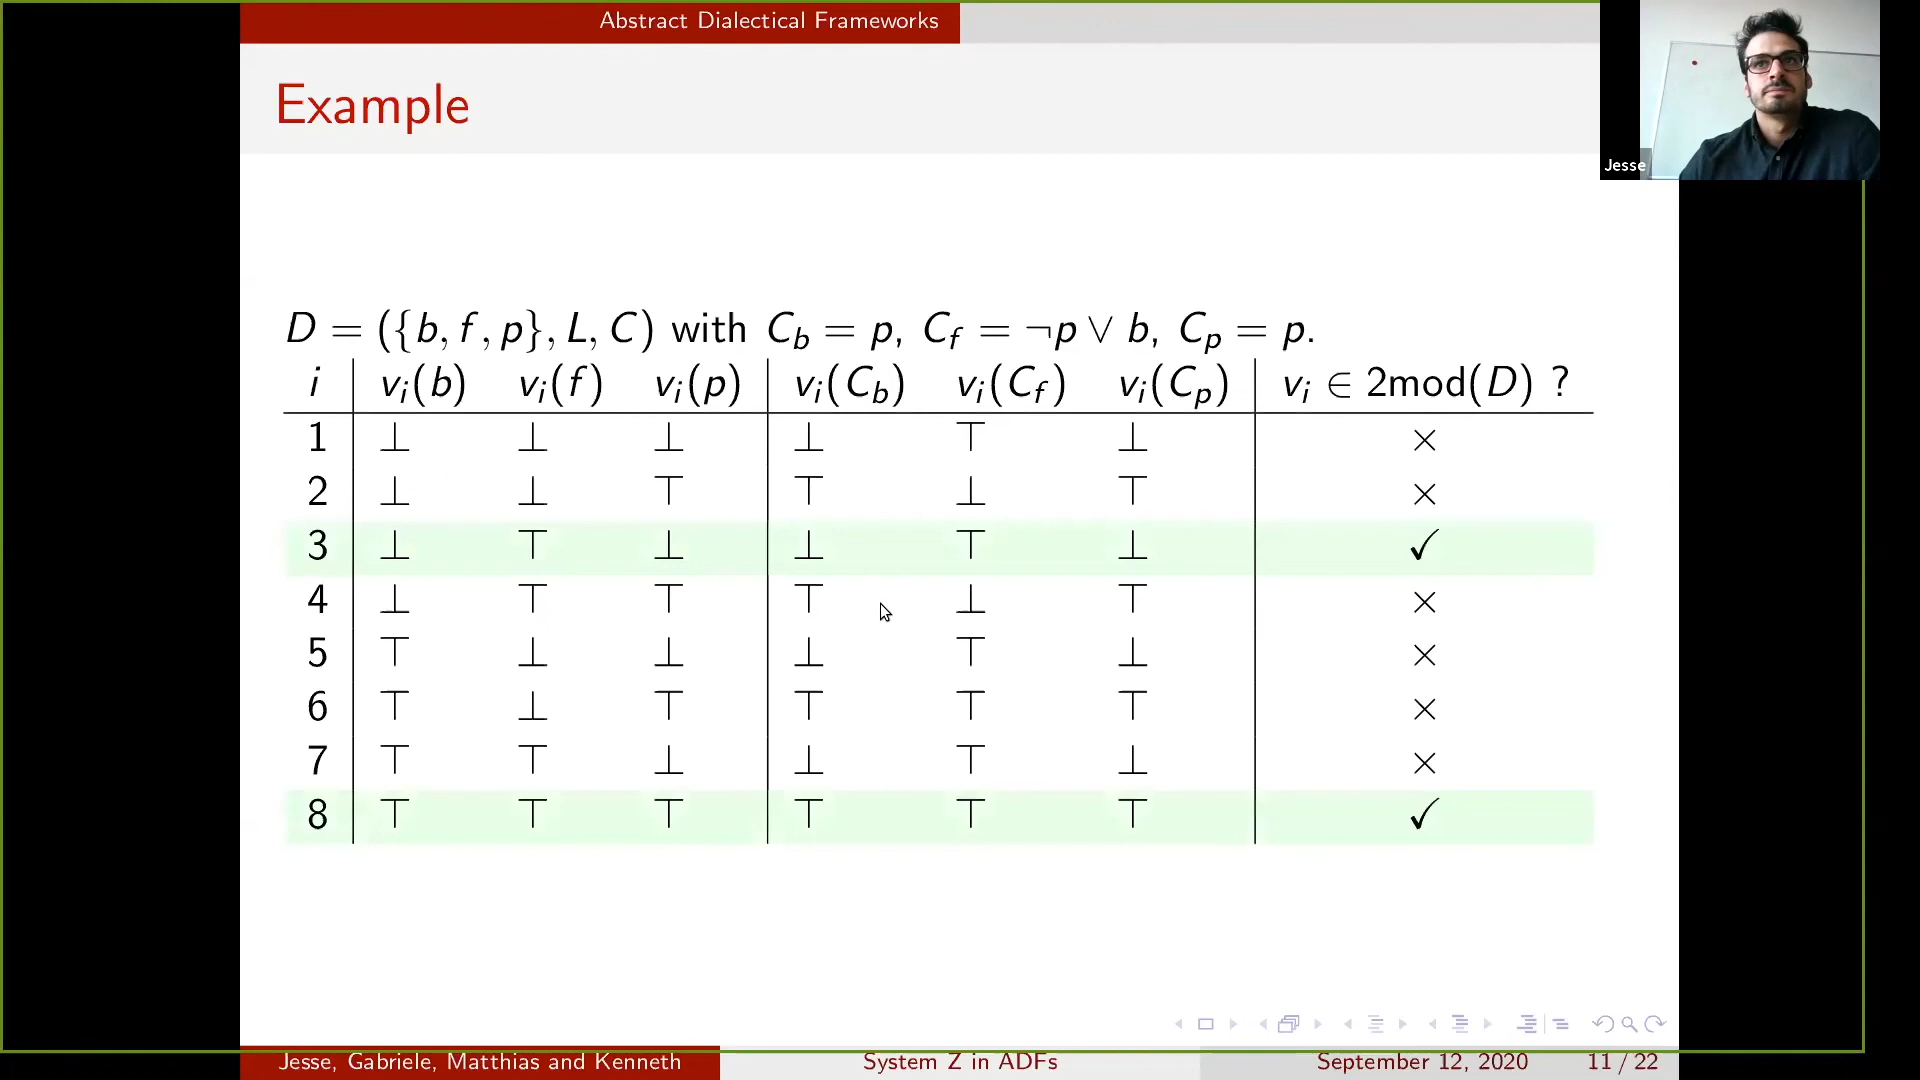 Abstract Dialectical Frameworks
Example
Jesse
D = ({b, f, p}, L, C) with C_b = p, C_f = ¬p ∨ b, C_p = p.
i v_i(b) v_i(f) v_i(p) v_i(C_b) v_i(C_f) v_i(C_p) v_i ∈ 2mod(D) ?
1 ⊥ ⊥ ⊥ ⊥ ⊤ ⊥ ×
2 ⊥ ⊥ ⊤ ⊤ ⊥ ⊤ ×
3 ⊥ ⊤ ⊥ ⊥ ⊤ ⊥ ✓
4 ⊥ ⊤ ⊤ ⊤ ⊥ ⊤ ×
5 ⊤ ⊥ ⊥ ⊥ ⊤ ⊥ ×
6 ⊤ ⊥ ⊤ ⊤ ⊤ ⊤ ×
7 ⊤ ⊤ ⊥ ⊥ ⊤ ⊥ ×
8 ⊤ ⊤ ⊤ ⊤ ⊤ ⊤ ✓
Jesse, Gabriele, Matthias and Kenneth System Z in ADFs September 12, 2020 11 / 22